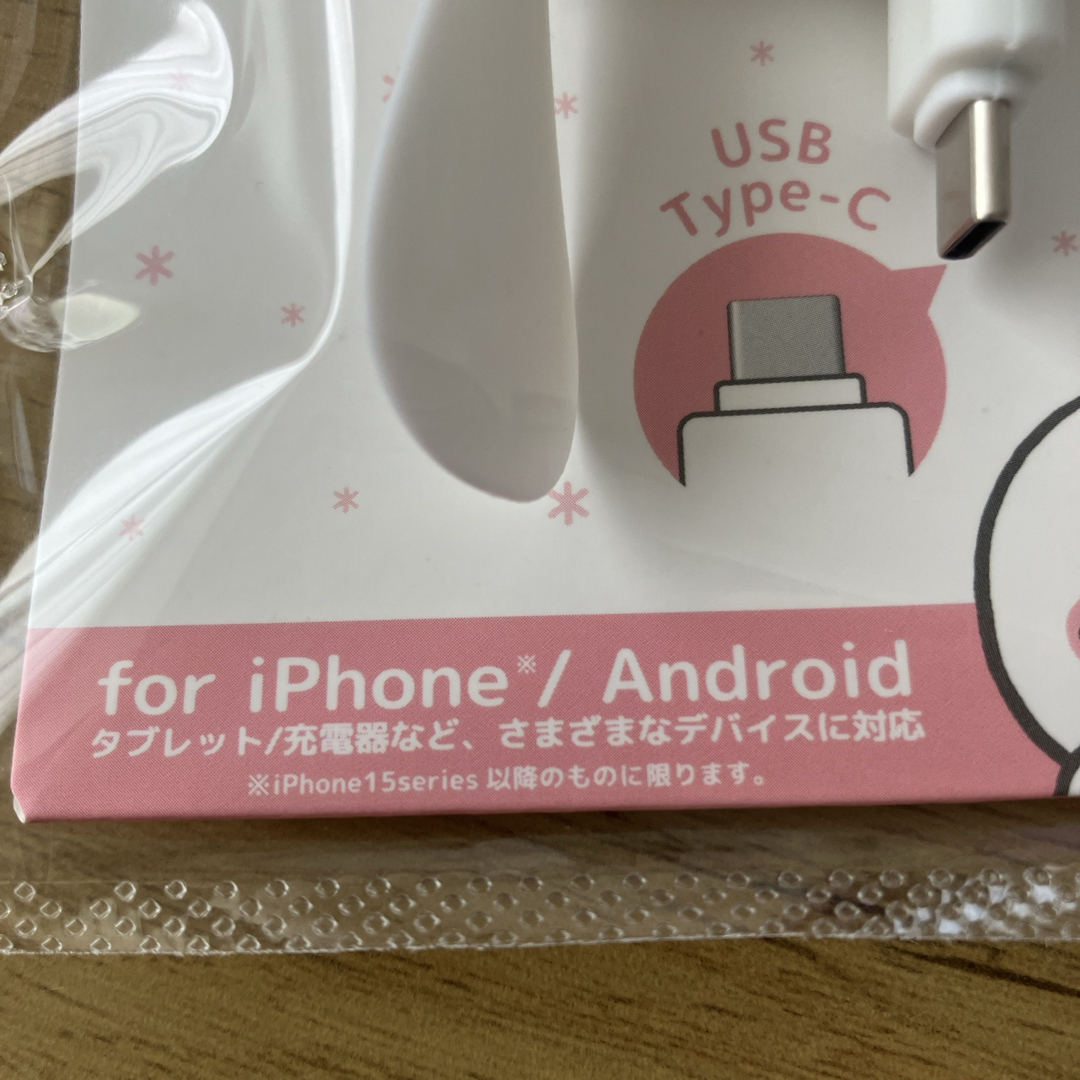 USB
Type-C
for iPhone※/ Android
タブレット/充電器など、さまざまなデバイスに対応
※iPhone15series 以降のものに限ります。